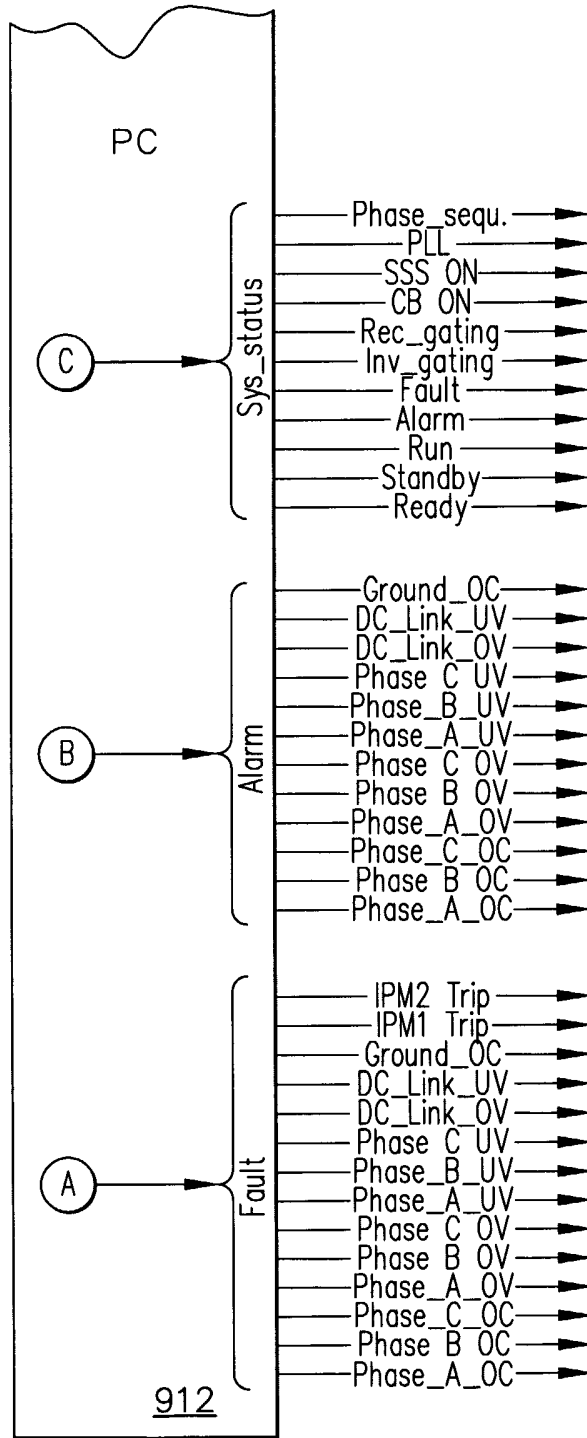 PC
C
Sys_status
Phase_sequ.
PLL
SSS ON
CB ON
Rec_gating
Inv_gating
Fault
Alarm
Run
Standby
Ready
B
Alarm
Ground_OC
DC_Link_UV
DC_Link_OV
Phase C UV
Phase_B_UV
Phase_A_UV
Phase C OV
Phase B OV
Phase_A_OV
Phase_C_OC
Phase B OC
Phase_A_OC
A
Fault
IPM2 Trip
IPM1 Trip
Ground_OC
DC_Link_UV
DC_Link_OV
Phase C UV
Phase_B_UV
Phase_A_UV
Phase C OV
Phase B OV
Phase_A_OV
Phase_C_OC
Phase B OC
Phase_A_OC
912